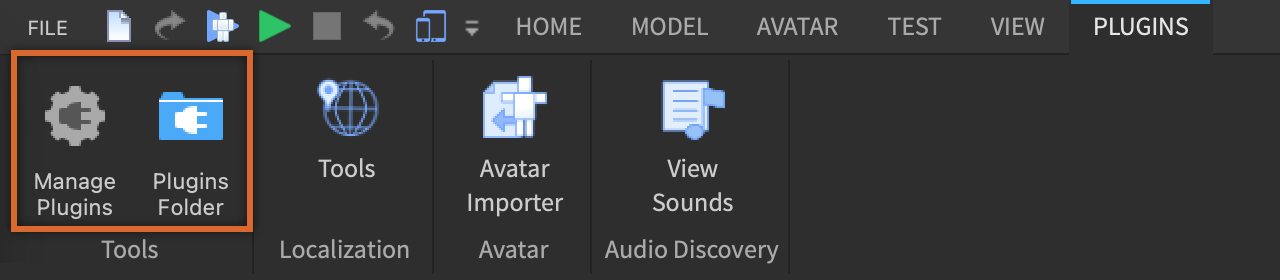 FILE
HOME
MODEL
AVATAR
TEST
VIEW
PLUGINS
Manage
Plugins
Plugins
Folder
Tools
Tools
Localization
Avatar
Importer
Avatar
View
Sounds
Audio Discovery